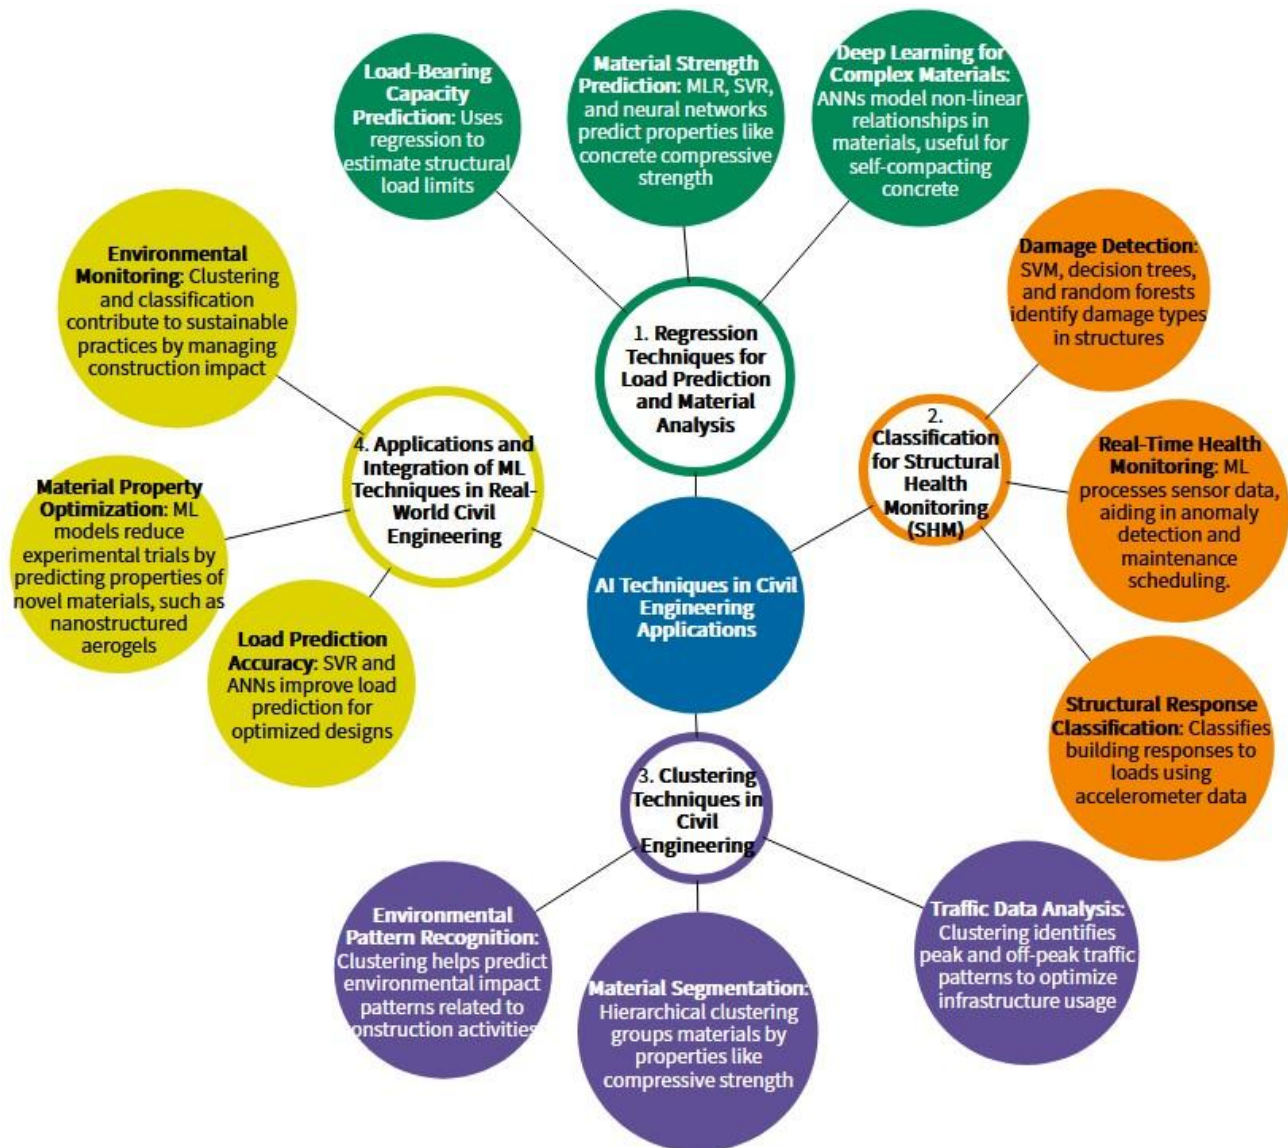 Load-Bearing
Capacity
Prediction: Uses
regression to
estimate structural
load limits
Material Strength
Prediction: MLR, SVR,
and neural networks
predict properties like
concrete compressive
strength
Deep Learning for
Complex Materials:
ANNs model non-linear
relationships in
materials, useful for
self-compacting
concrete
1. Regression
Techniques for
Load Prediction
and Material
Analysis
Damage Detection:
SVM, decision trees,
and random forests
identify damage types
in structures
2.
Classification
for Structural
Health
Monitoring
(SHM)
Real-Time Health
Monitoring: ML
processes sensor data,
aiding in anomaly
detection and
maintenance
scheduling.
Structural Response
Classification: Classifies
building responses to
loads using
accelerometer data
Environmental
Monitoring: Clustering
and classification
contribute to sustainable
practices by managing
construction impact
4. Applications and
Integration of ML
Techniques in Real-
World Civil
Engineering
Material Property
Optimization: ML
models reduce
experimental trials by
predicting properties of
novel materials, such as
nanostructured
aerogels
Load Prediction
Accuracy: SVR and
ANNs improve load
prediction for
optimized designs
AI Techniques in Civil
Engineering
Applications
3. Clustering
Techniques in
Civil
Engineering
Environmental
Pattern Recognition:
Clustering helps predict
environmental impact
patterns related to
construction activities
Material Segmentation:
Hierarchical clustering
groups materials by
properties like
compressive strength
Traffic Data Analysis:
Clustering identifies
peak and off-peak traffic
patterns to optimize
infrastructure usage